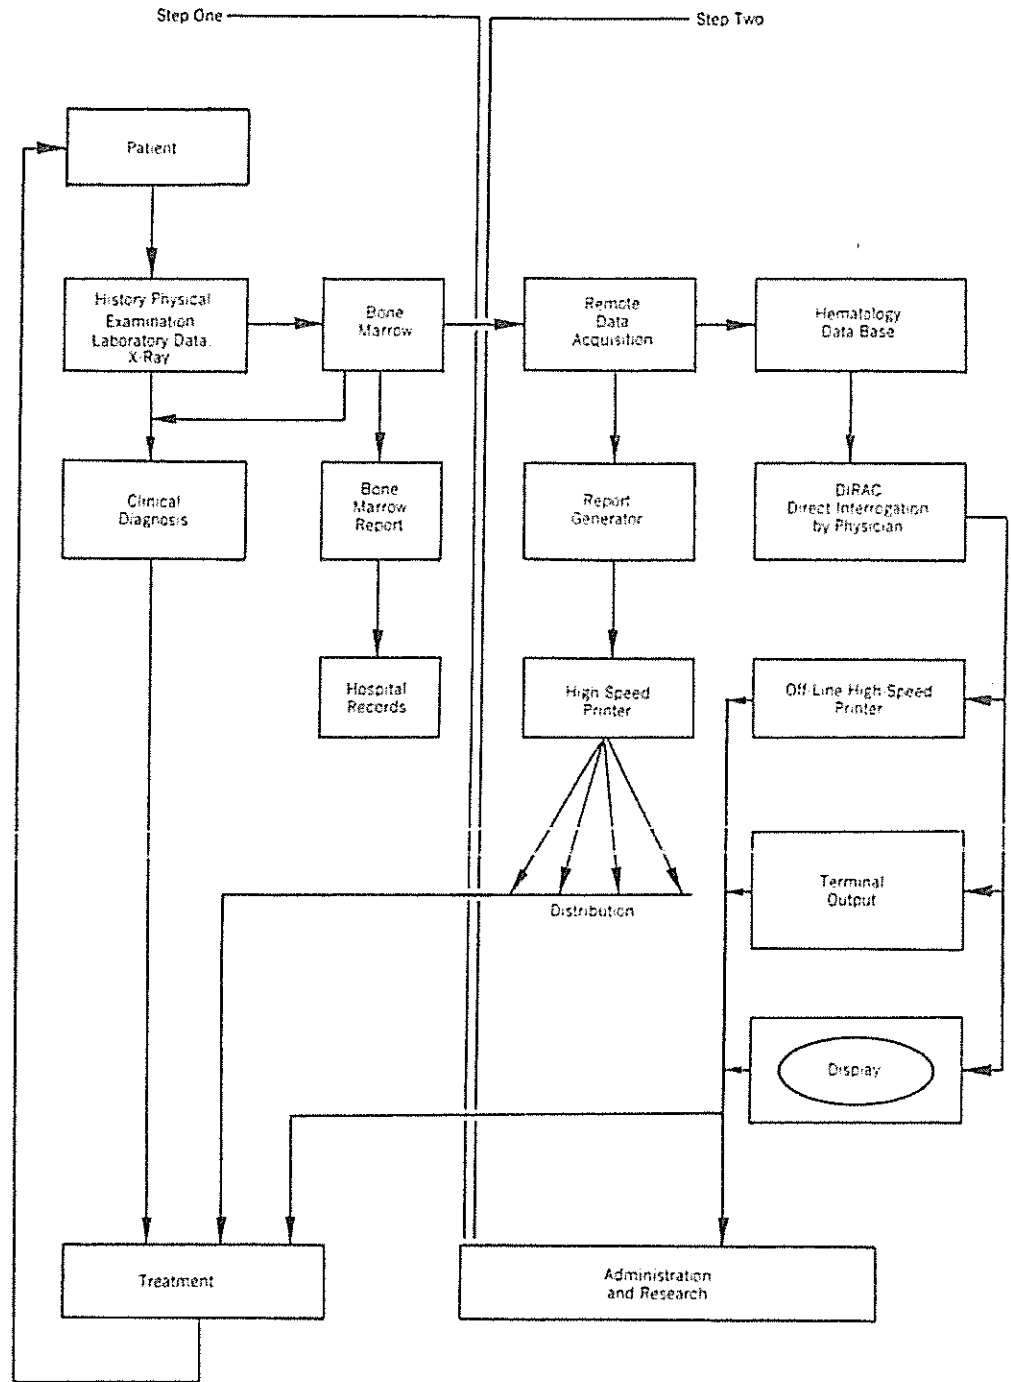 Step One
Step Two
Patient
History Physical
Examination
Laboratory Data.
X-Ray
Bone
Marrow
Remote
Data
Acquisition
Hematology
Data Base
Clinical
Diagnosis
Bone
Marrow
Report
Report
Generator
DIRAC
Direct Interrogation
by Physician
Hospital
Records
High Speed
Printer
Off-Line High-Speed
Printer
Terminal
Output
Distribution
Display
Treatment
Administration
and Research